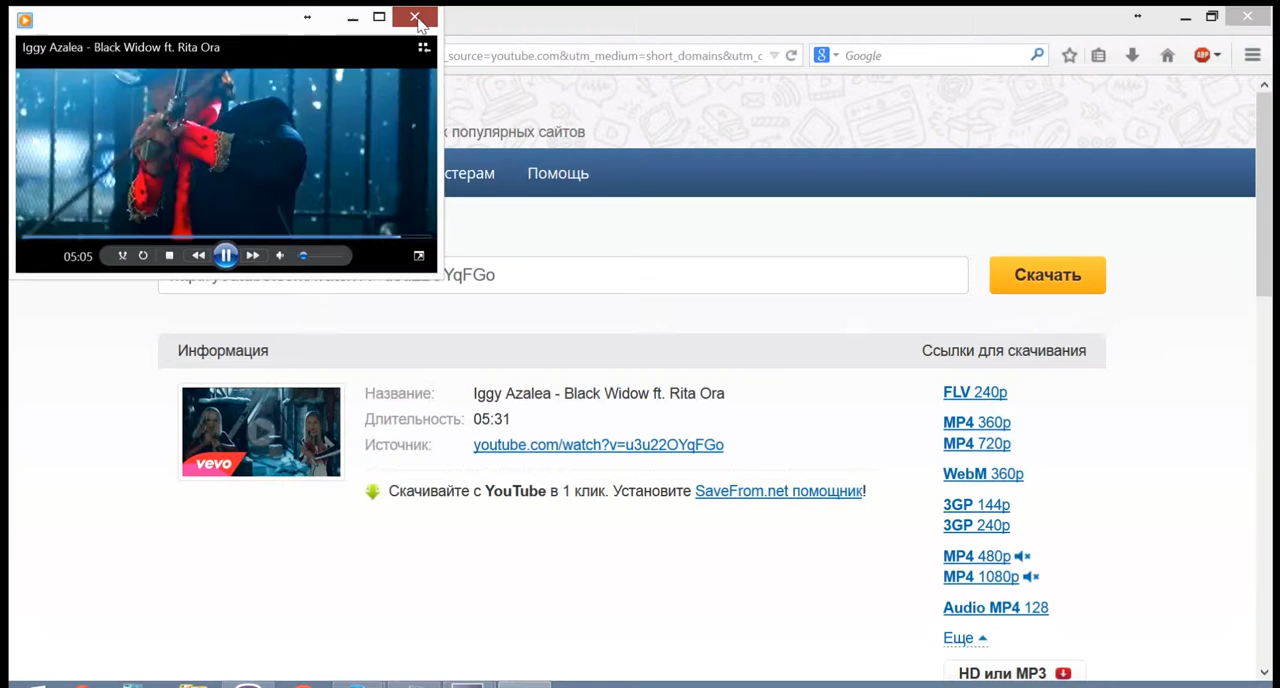 Iggy Azalea - Black Widow ft. Rita Ora
05:05
_source=youtube.com&utm_medium=short_domains&utm_c
8
Google
ABP
х популярных сайтов
стерам
Помощь
YqFGo
Скачать
Информация
Ссылки для скачивания
vevo
Название:
Iggy Azalea - Black Widow ft. Rita Ora
Длительность:
05:31
Источник:
youtube.com/watch?v=u3u22OYqFGo
Скачивайте с YouTube в 1 клик. Установите SaveFrom.net помощник!
FLV 240p
MP4 360p
MP4 720p
WebM 360p
3GP 144p
3GP 240p
MP4 480p
MP4 1080p
Audio MP4 128
Еще
HD или MP3